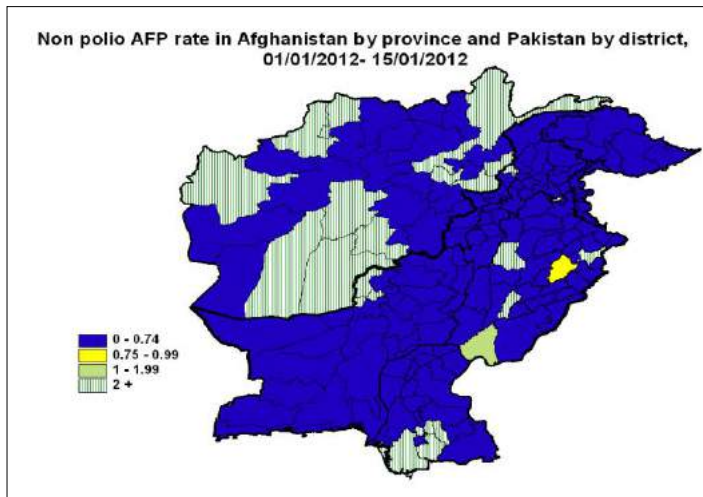 Non polio AFP rate in Afghanistan by province and Pakistan by district,
01/01/2012- 15/01/2012
0 - 0.74
0.75 - 0.99
1 - 1.99
2 +